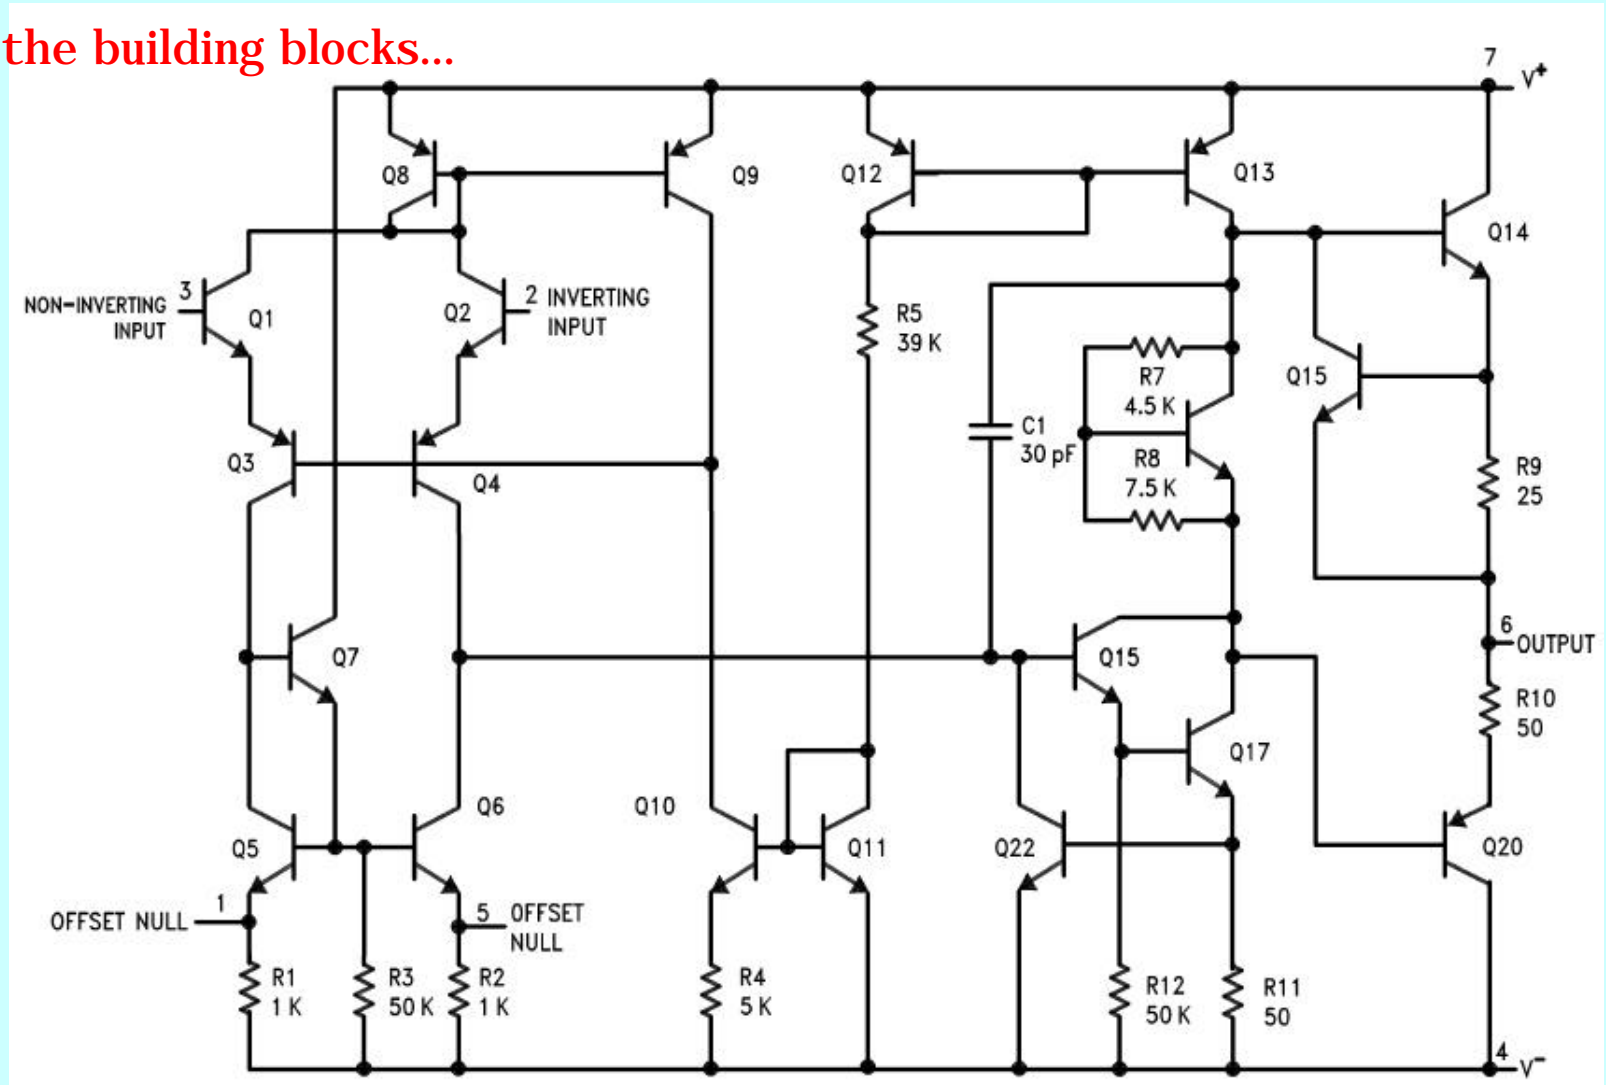 the building blocks...
7
V+
Q8
Q9
Q12
Q13
Q14
NON-INVERTING
INPUT
3
Q1
Q2
2
INVERTING
INPUT
R5
39 K
Q15
R7
4.5 K
C1
30 pF
R8
7.5 K
Q3
Q4
R9
25
Q7
Q15
6
OUTPUT
R10
50
Q17
Q5
Q6
Q10
Q11
Q22
Q20
OFFSET NULL
1
5
OFFSET
NULL
R1
1 K
R3
50 K
R2
1 K
R4
5 K
R12
50 K
R11
50
4
V-